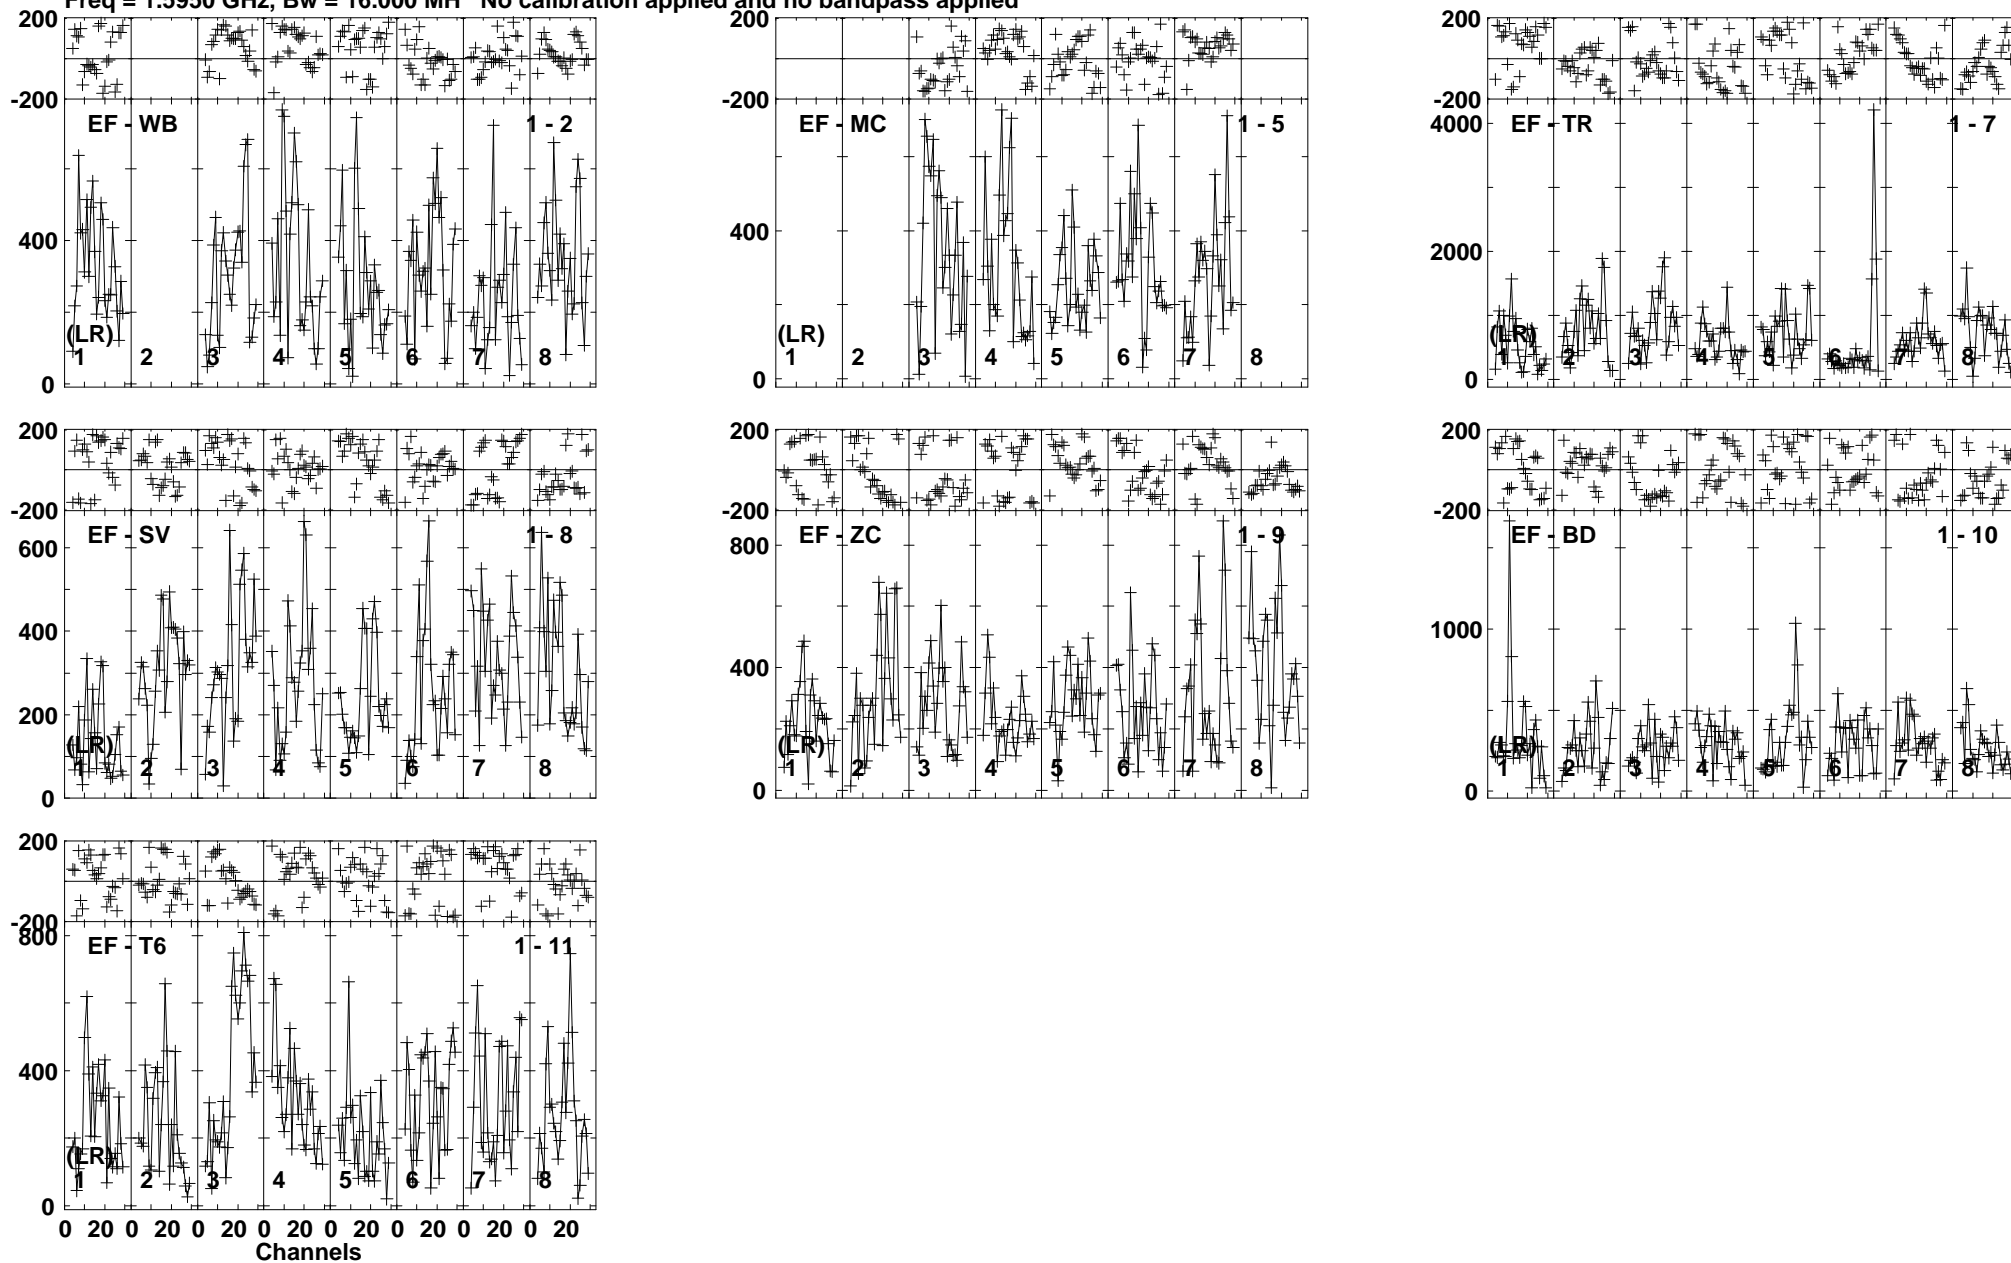 Freq = 1.5950 GHz, Bw = 16.000 MH No calibration applied and no bandpass applied
200
-200
EF - WB 1 - 2
400
(LR)
1 2 3 4 5 6 7 8
0
200
-200
EF - MC 1 - 5
400
(LR)
1 2 3 4 5 6 7 8
0
200
-200
4000
EF - TR 1 - 7
2000
(LR)
1 2 3 4 5 6 7 8
0
200
-200
EF - SV 1 - 8
600
400
200
(LR)
1 2 3 4 5 6 7 8
0
200
-200
EF - ZC 1 - 9
800
400
(LR)
1 2 3 4 5 6 7 8
0
200
-200
EF - BD 1 - 10
1000
(LR)
1 2 3 4 5 6 7 8
0
200
-200
800
EF - T6 1 - 11
400
(LR)
1 2 3 4 5 6 7 8
0
0 20 0 20 0 20 0 20 0 20 0 20 0 20 0 20
Channels